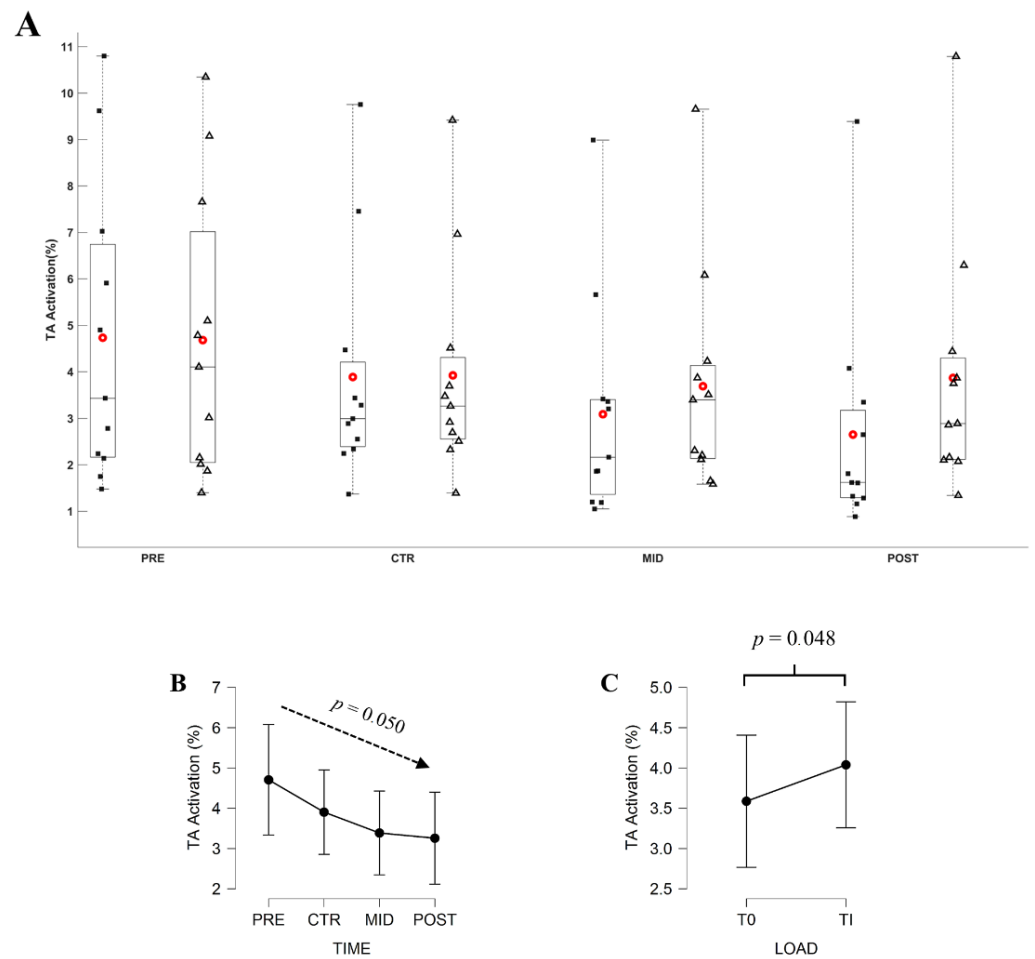 A
TA Activation(%)
11
10
9
8
7
6
5
4
3
2
1
PRE CTR MID POST
B
TA Activation (%)
7
6
5
4
3
2
p = 0.050
PRE CTR MID POST
TIME
p = 0.048
C
TA Activation (%)
5.0
4.5
4.0
3.5
3.0
2.5
T0 TI
LOAD